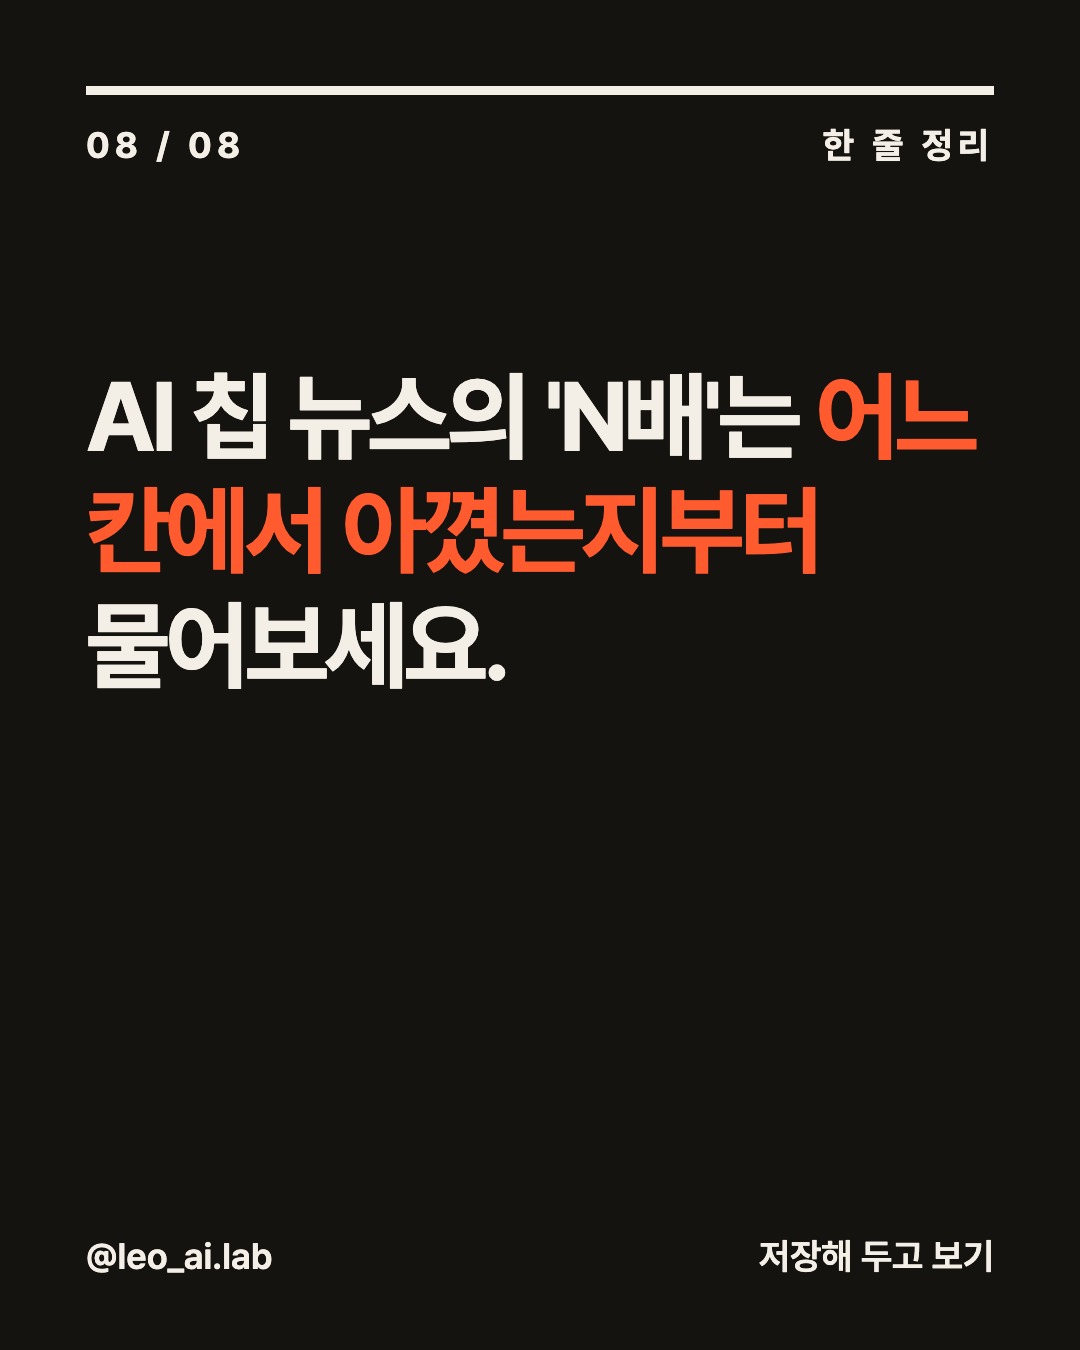 08 / 08
한 줄 정리
AI 칩 뉴스의 'N배'는 어느
칸에서 아꼈는지부터
물어보세요.
@leo_ai.lab
저장해 두고 보기